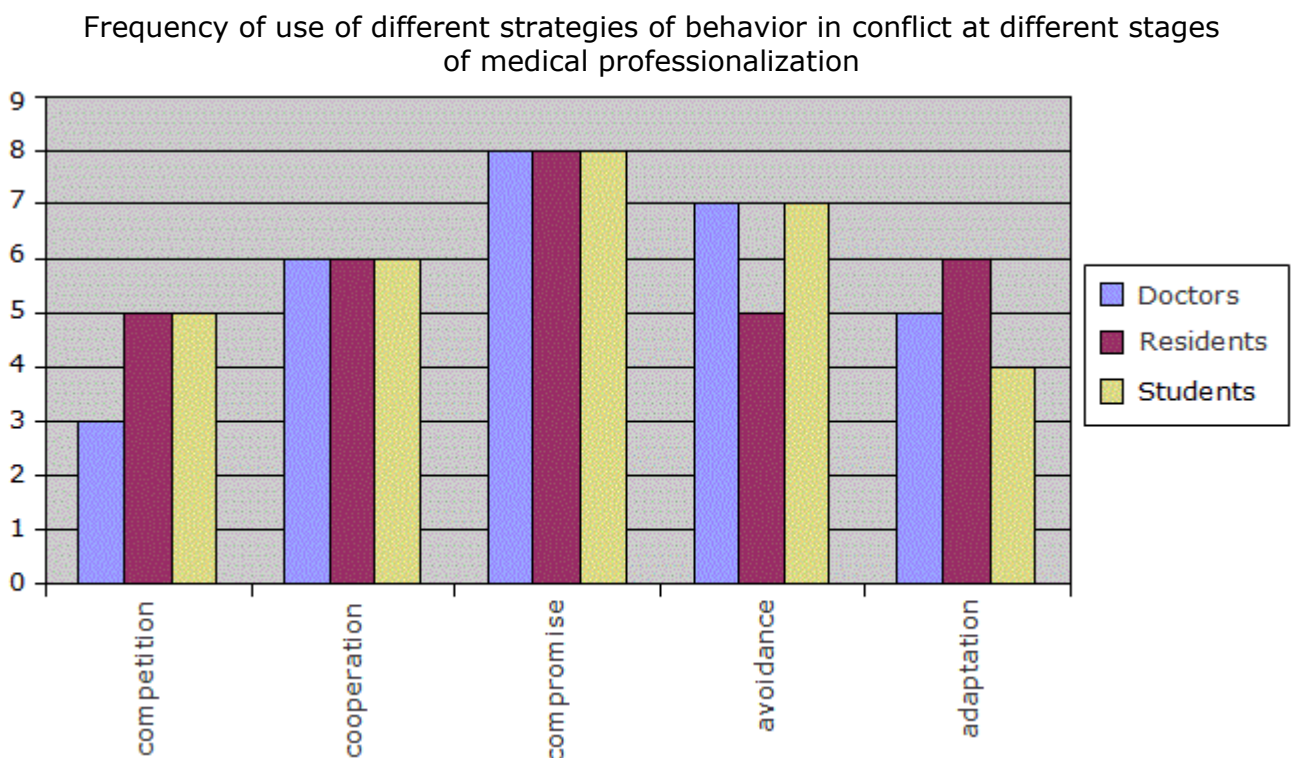 Frequency of use of different strategies of behavior in conflict at different stages
of medical professionalization
9
8
7
6
5
4
3
2
1
0
competition
cooperation
compromise
avoidance
adaptation
Doctors
Residents
Students